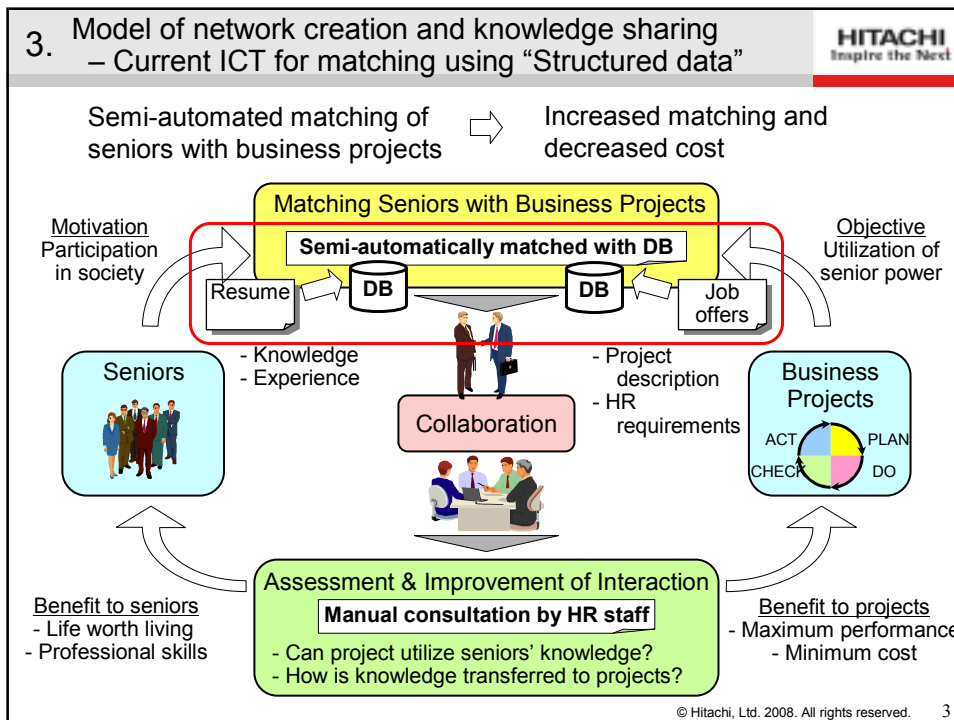 3. Model of network creation and knowledge sharing
– Current ICT for matching using “Structured data”
HITACHI
Inspire the Next
Semi-automated matching of
seniors with business projects
Increased matching and
decreased cost
Matching Seniors with Business Projects
Semi-automatically matched with DB
Motivation
Participation
in society
Objective
Utilization of
senior power
Resume
DB
DB
Job
offers
- Knowledge
- Experience
- Project
description
- HR
requirements
Seniors
Collaboration
Business
Projects
ACT
PLAN
CHECK
DO
Assessment & Improvement of Interaction
Manual consultation by HR staff
- Can project utilize seniors’ knowledge?
- How is knowledge transferred to projects?
Benefit to seniors
- Life worth living
- Professional skills
Benefit to projects
- Maximum performance
- Minimum cost
© Hitachi, Ltd. 2008. All rights reserved. 3